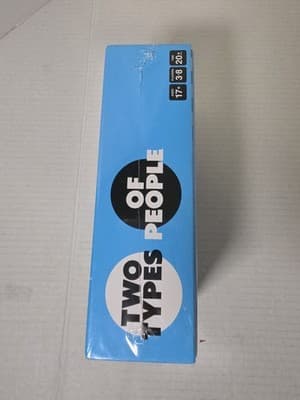 TWO OF
TYPES PEOPLE
17+
3-8
20+